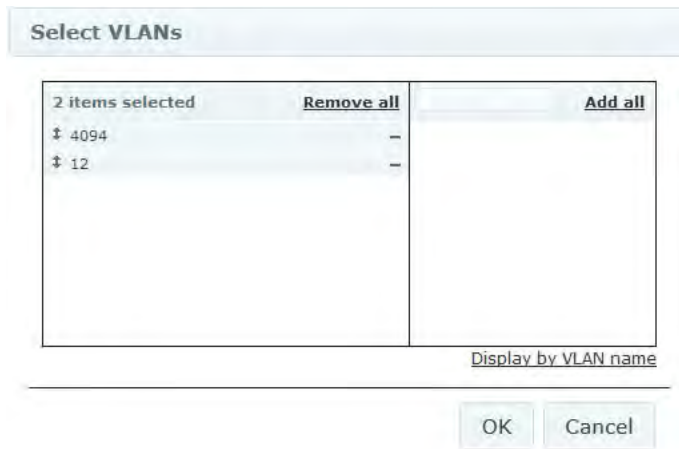 Select VLANs
2 items selected Remove all Add all
4094
12
Display by VLAN name
OK Cancel